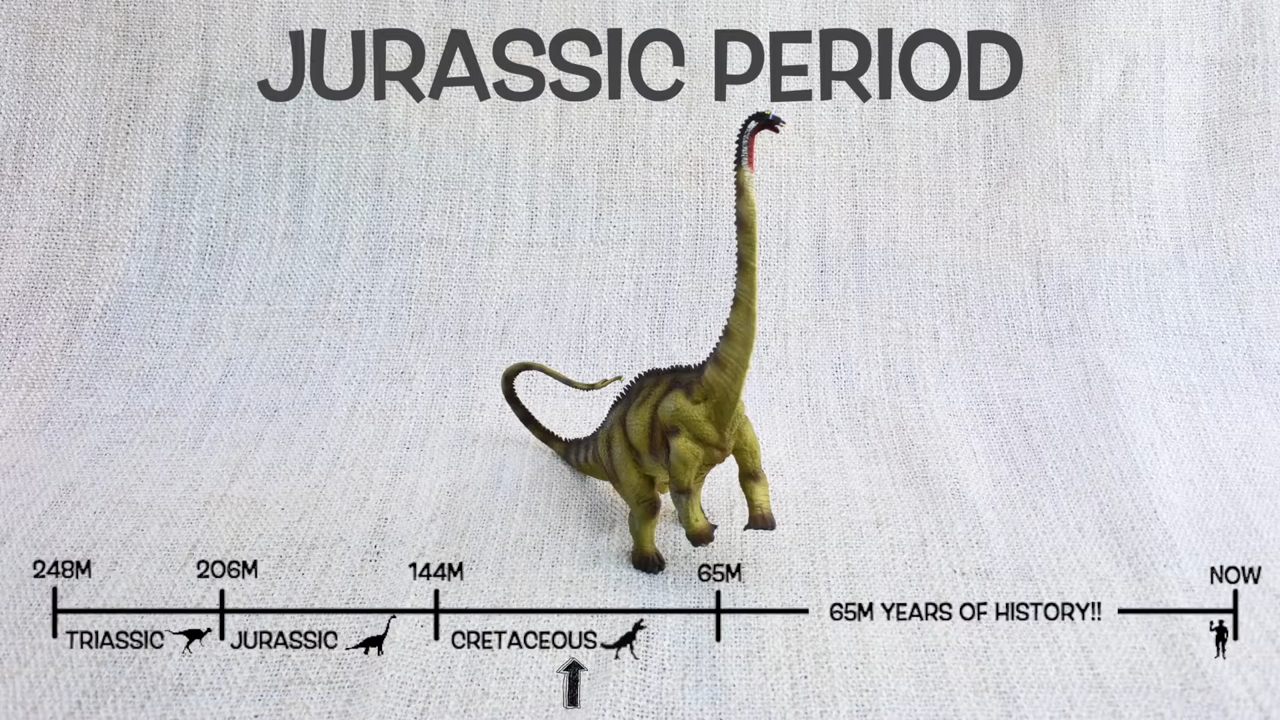 JURASSIC PERIOD
248M 206M 144M 65M NOW
65M YEARS OF HISTORY!!
TRIASSIC JURASSIC CRETACEOUS